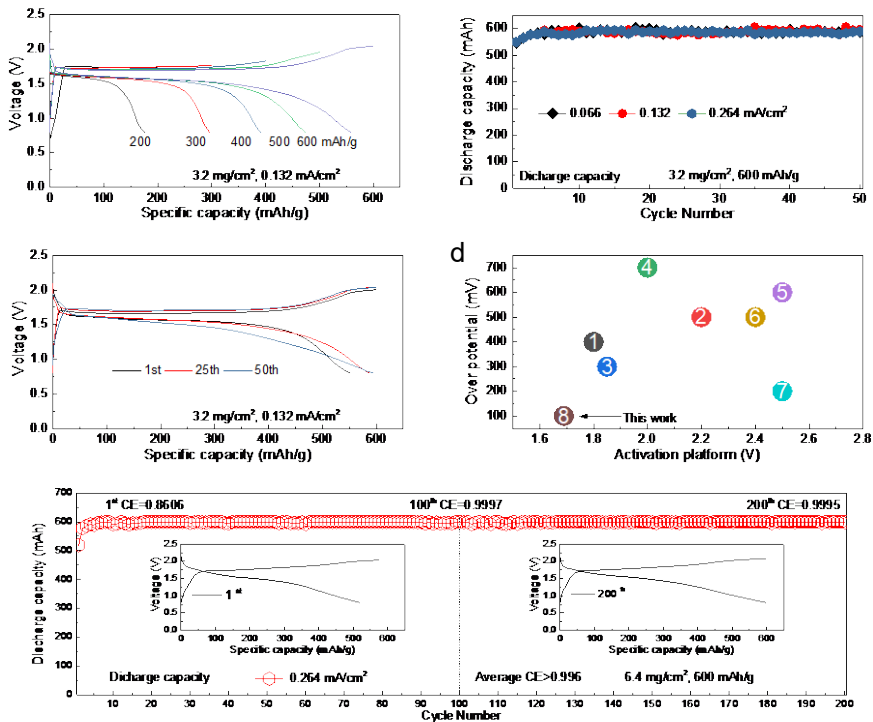 2.5
2.0
1.5
1.0
0.5
0.0
Voltage (V)
200
300
400
500
600 mAh/g
3.2 mg/cm², 0.132 mA/cm²
0 100 200 300 400 500 600
Specific capacity (mAh/g)
600
500
400
300
200
100
0
Discharge capacity (mAh)
0.066
0.132
0.264 mA/cm²
Dicharge capacity
3.2 mg/cm², 600 mAh/g
10 20 30 40 50
Cycle Number
2.5
2.0
1.5
1.0
0.5
0.0
Voltage (V)
1st
25th
50th
3.2 mg/cm², 0.132 mA/cm²
0 100 200 300 400 500 600
Specific capacity (mAh/g)
d
700
600
500
400
300
200
100
Over potential (mV)
4
5
2
6
1
3
7
8
This work
1.6 1.8 2.0 2.2 2.4 2.6 2.8
Activation platform (V)
700
600
500
400
300
200
100
0
Discharge capacity (mAh)
1st CE=0.8606
100th CE=0.9997
200th CE=0.9995
2.5
2.0
1.5
1.0
0.5
0.0
Voltage (V)
1st
0 100 200 300 400 500 600
Specific capacity (mAh/g)
2.5
2.0
1.5
1.0
0.5
0.0
Voltage (V)
200th
0 100 200 300 400 500 600
Specific capacity (mAh/g)
Dicharge capacity
0.264 mA/cm²
Average CE>0.996
6.4 mg/cm², 600 mAh/g
10 20 30 40 50 60 70 80 90 100 110 120 130 140 150 160 170 180 190 200
Cycle Number